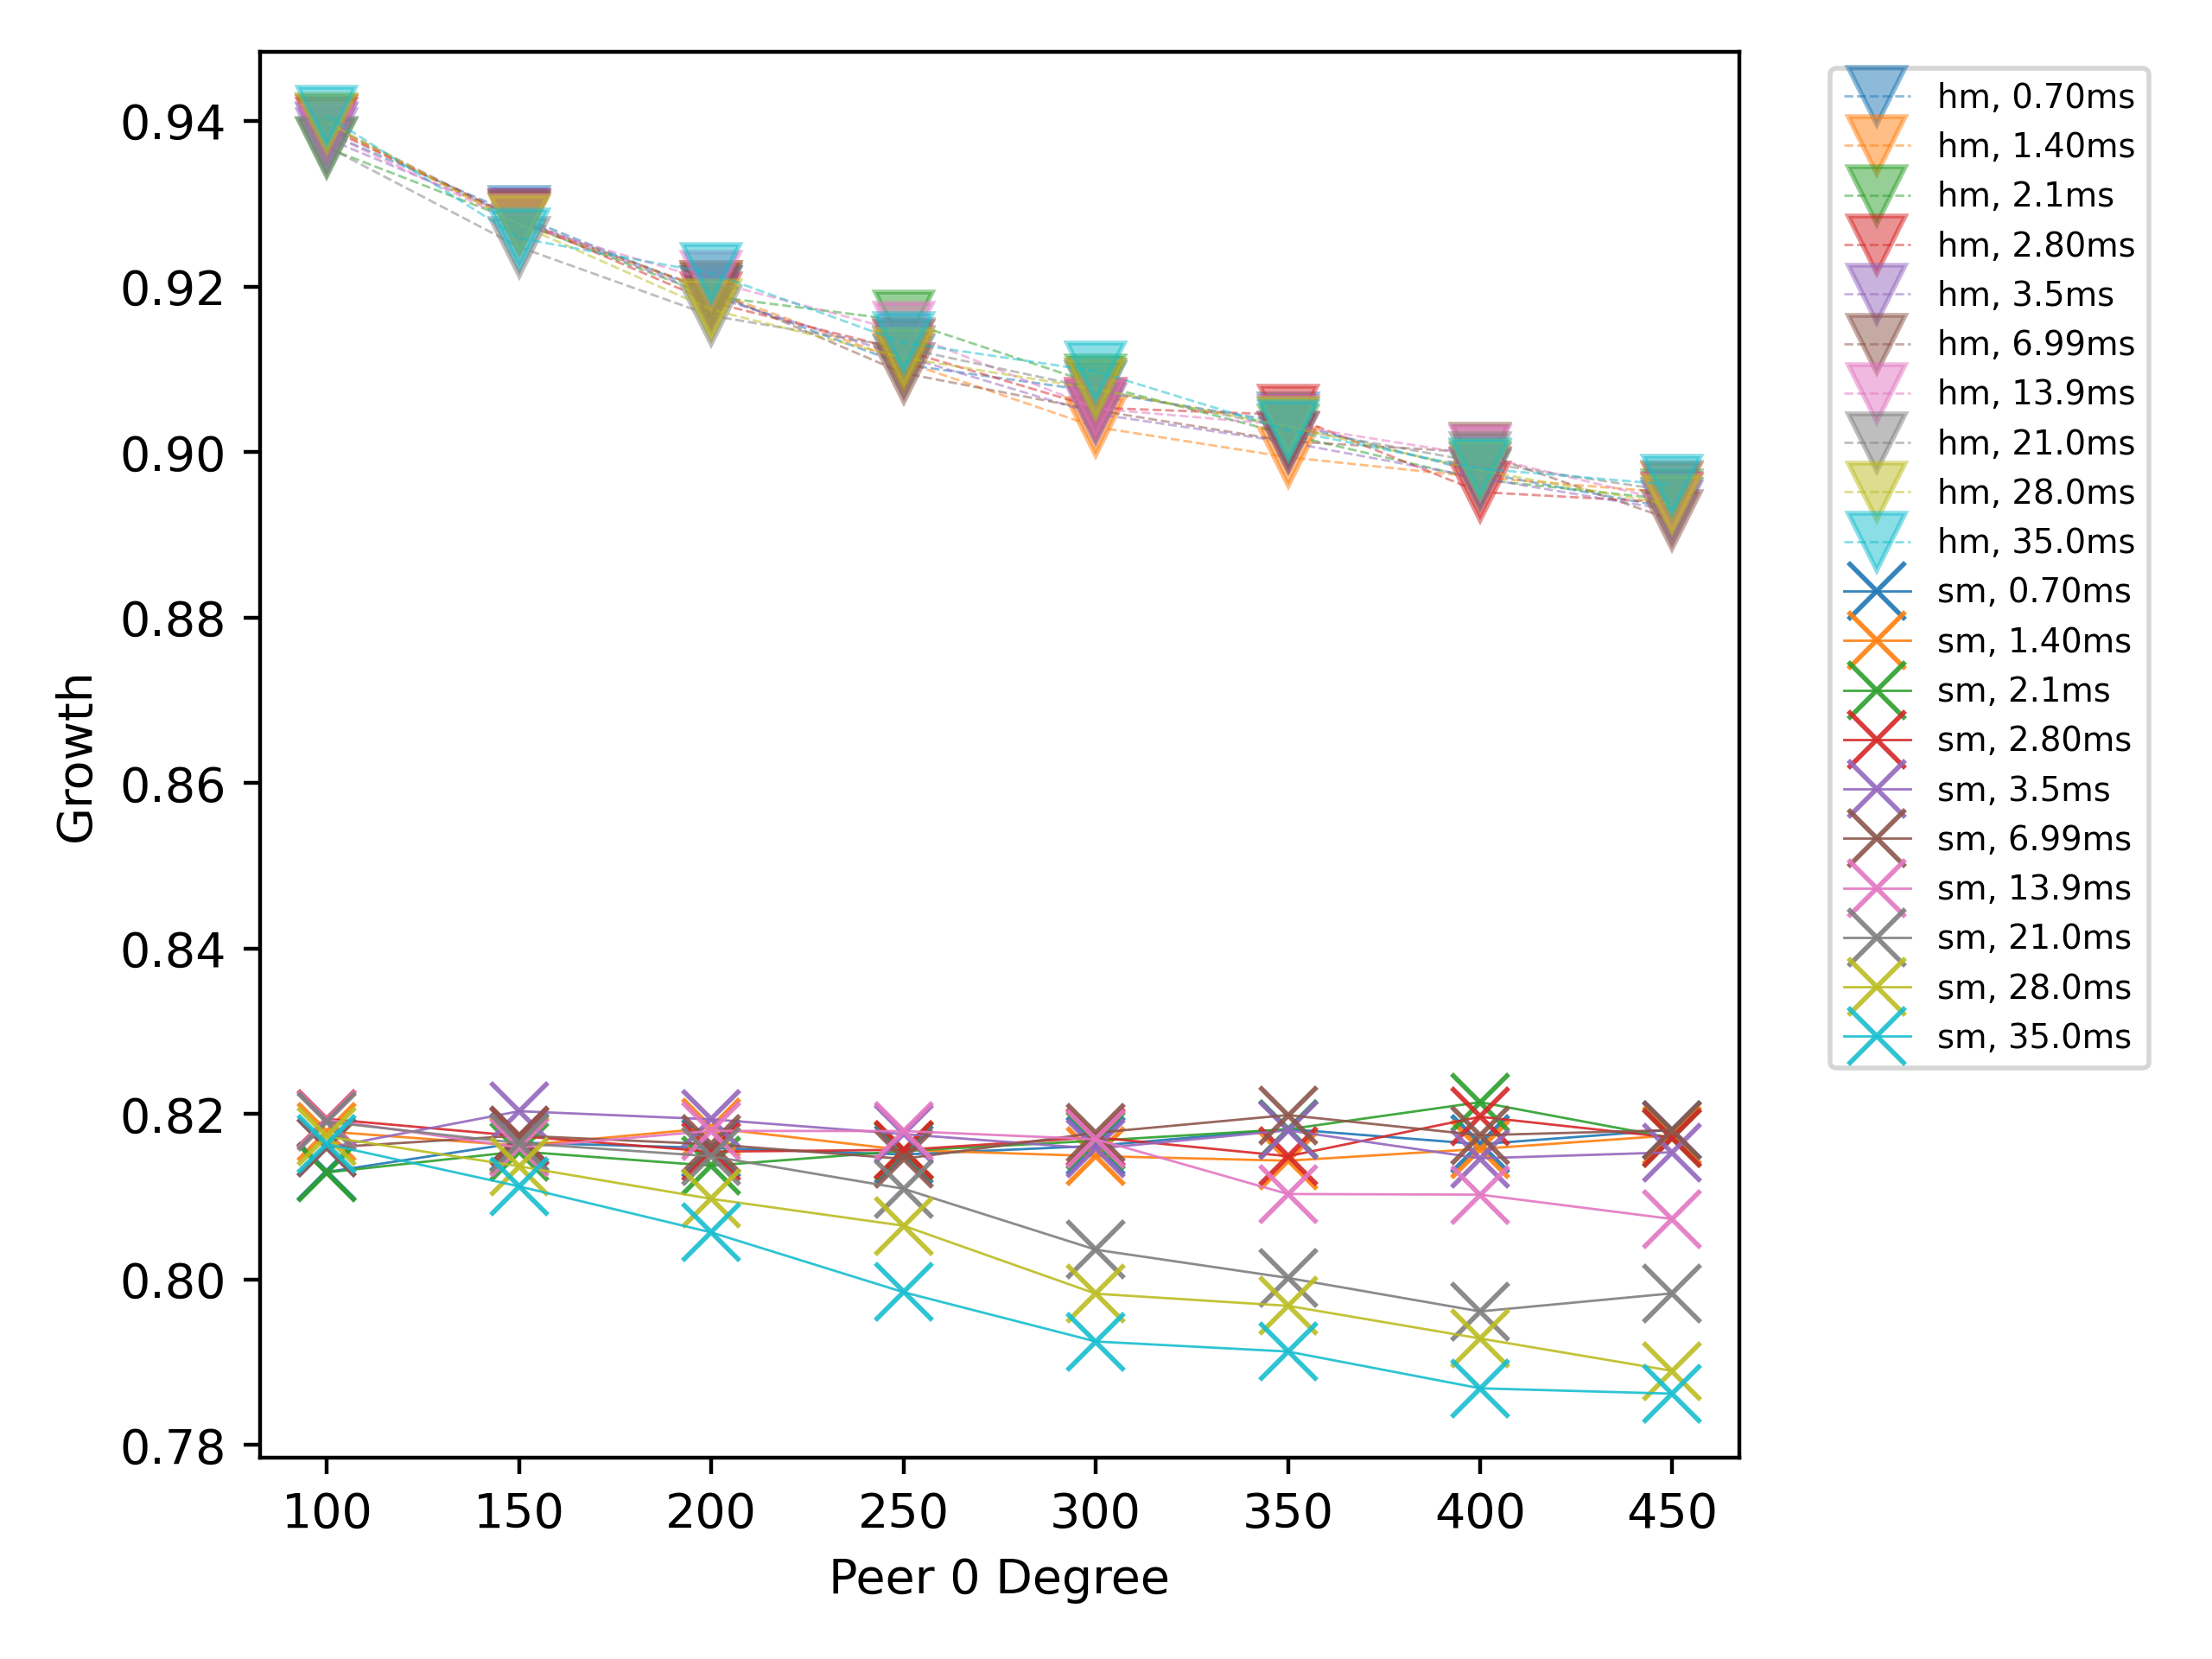 0.94
0.92
0.90
0.88
0.86
0.84
0.82
0.80
0.78
Growth
100 150 200 250 300 350 400 450
Peer 0 Degree
hm, 0.70ms
hm, 1.40ms
hm, 2.1ms
hm, 2.80ms
hm, 3.5ms
hm, 6.99ms
hm, 13.9ms
hm, 21.0ms
hm, 28.0ms
hm, 35.0ms
sm, 0.70ms
sm, 1.40ms
sm, 2.1ms
sm, 2.80ms
sm, 3.5ms
sm, 6.99ms
sm, 13.9ms
sm, 21.0ms
sm, 28.0ms
sm, 35.0ms